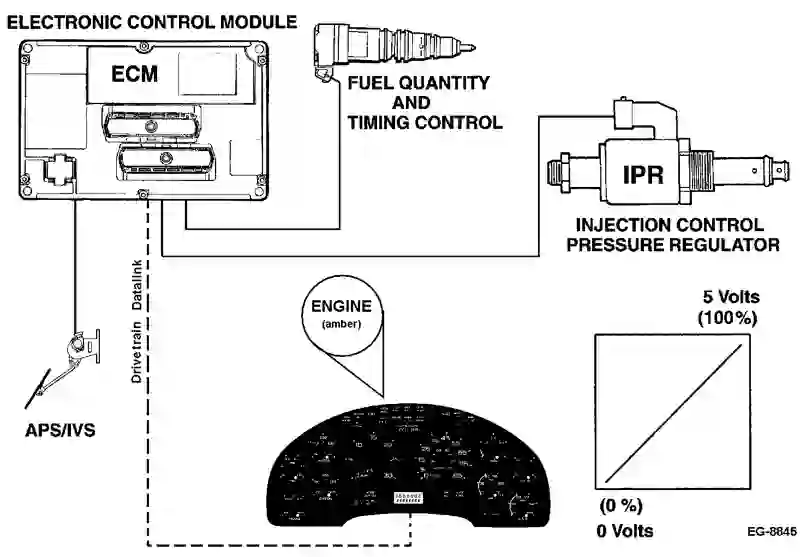 ELECTRONIC CONTROL MODULE
ECM
FUEL QUANTITY
AND
TIMING CONTROL
IPR
INJECTION CONTROL
PRESSURE REGULATOR
Drivetrain Datalink
ENGINE
(amber)
APS/IVS
5 Volts
(100%)
(0 %)
0 Volts
EG-8845